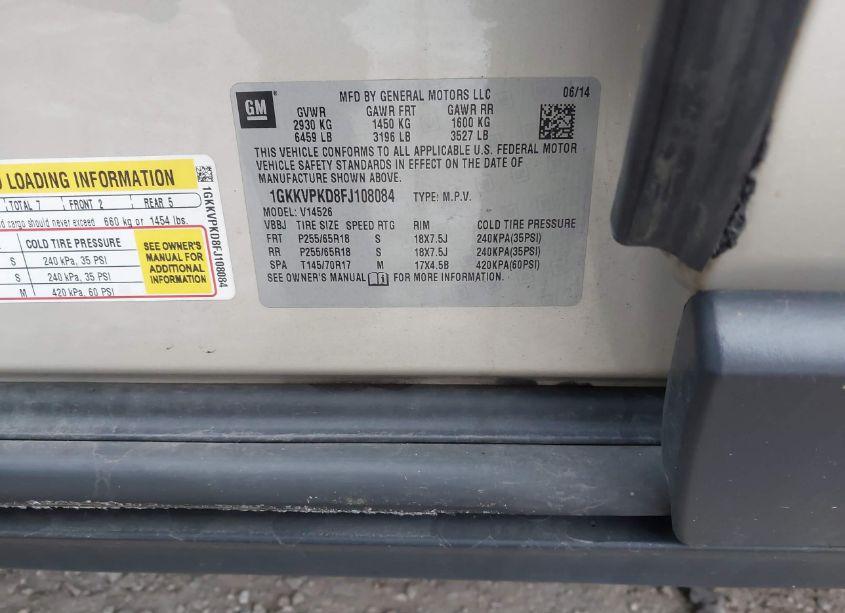 GM
MFD BY GENERAL MOTORS LLC 06/14
GVWR GAWR FRT GAWR RR
2930 KG 1450 KG 1600 KG
6459 LB 3196 LB 3527 LB
THIS VEHICLE CONFORMS TO ALL APPLICABLE U.S. FEDERAL MOTOR
VEHICLE SAFETY STANDARDS IN EFFECT ON THE DATE OF
MANUFACTURE SHOWN ABOVE.
1GKKVPKD8FJ108084 TYPE: M.P.V.
MODEL: V14526
VBBJ TIRE SIZE SPEED RTG RIM COLD TIRE PRESSURE
FRT P255/65R18 S 18X7.5J 240KPA(35PSI)
RR P255/65R18 S 18X7.5J 240KPA(35PSI)
SPA T145/70R17 M 17X4.5B 420KPA(60PSI)
SEE OWNER'S MANUAL FOR MORE INFORMATION.
LOADING INFORMATION
TOTAL 7 FRONT 2 REAR 5
cargo should never exceed 660 kg or 1454 lbs.
COLD TIRE PRESSURE
S 240 kPa, 35 PSI
S 240 kPa, 35 PSI
M 420 kPa, 60 PSI
SEE OWNER'S
MANUAL FOR
ADDITIONAL
INFORMATION
1GKKVPKD8FJ108084